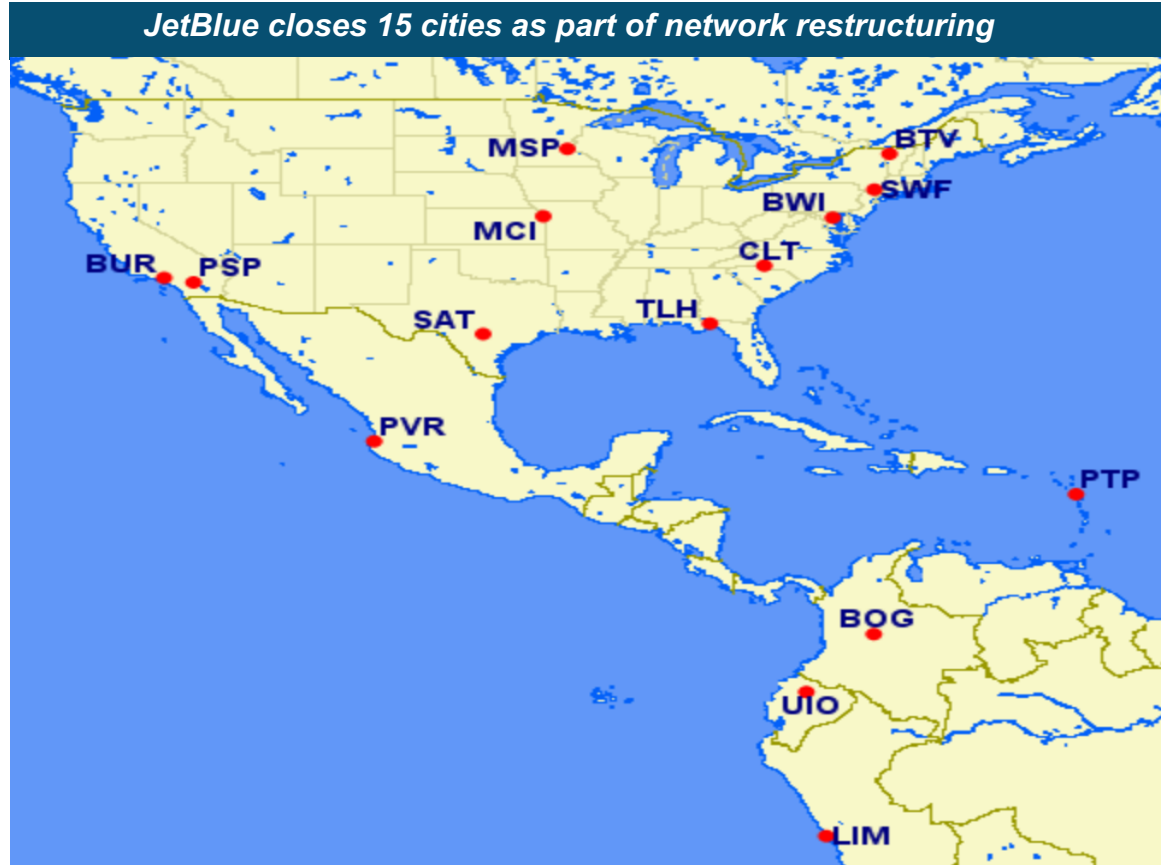 JetBlue closes 15 cities as part of network restructuring
MSP
BTV
SWF
BWI
MCI
CLT
BUR
PSP
TLH
SAT
PVR
PTP
BOG
UIO
LIM